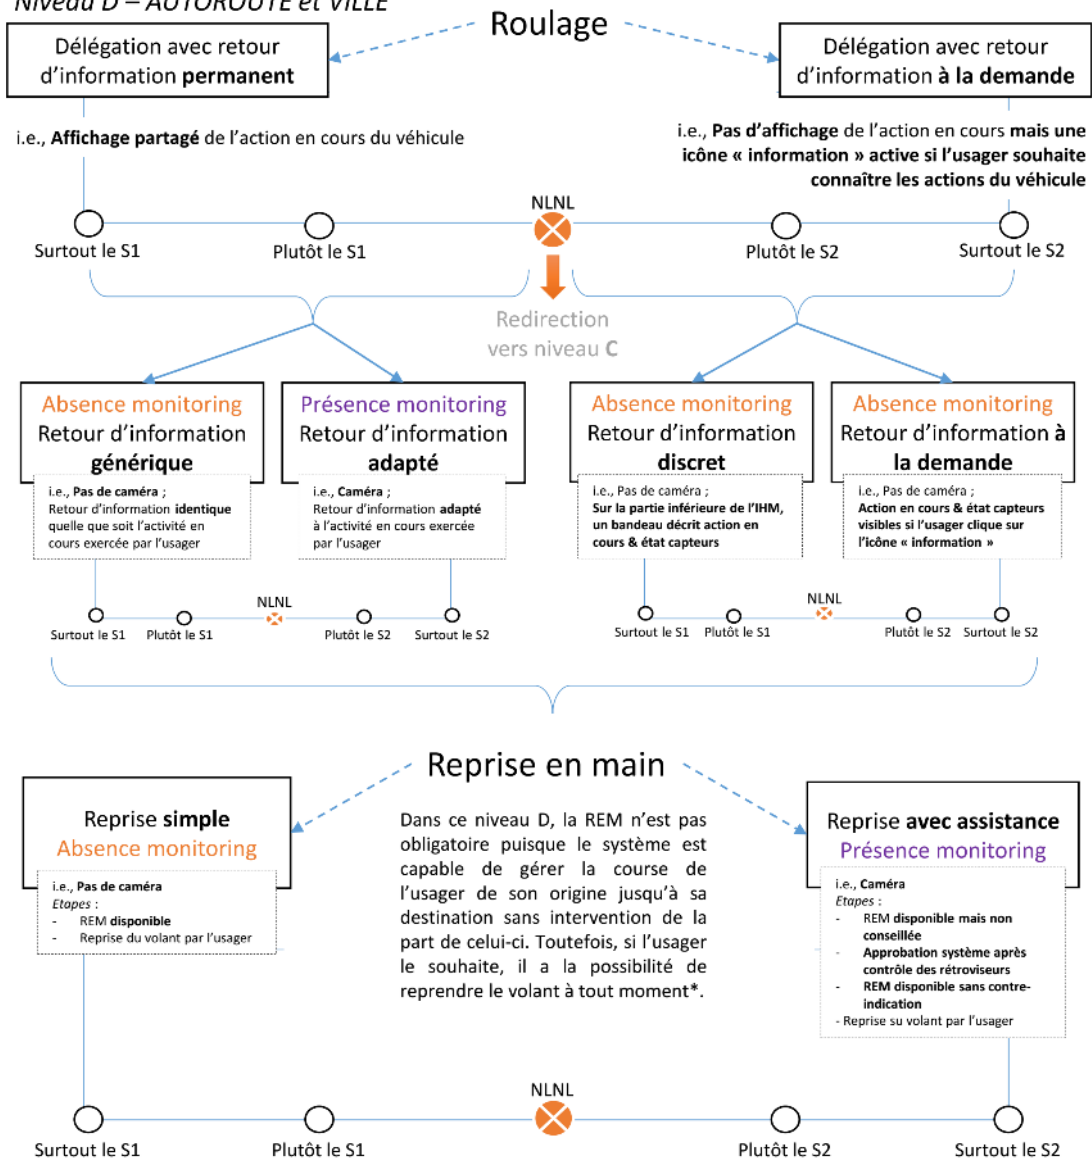 Niveau D – AUTOROUTE et VILLE
Roulage
Délégation avec retour
d’information permanent
Délégation avec retour
d’information à la demande
i.e., Affichage partagé de l’action en cours du véhicule
i.e., Pas d’affichage de l’action en cours mais une
icône « information » active si l’usager souhaite
connaître les actions du véhicule
NLNL
Surtout le S1
Plutôt le S1
Plutôt le S2
Surtout le S2
Redirection
vers niveau C
Absence monitoring
Retour d’information
générique
i.e., Pas de caméra ;
Retour d’information identique
quelle que soit l’activité en
cours exercée par l’usager
Présence monitoring
Retour d’information
adapté
i.e., Caméra ;
Retour d’information adapté
à l’activité en cours exercée
par l’usager
Absence monitoring
Retour d’information
discret
i.e., Pas de caméra ;
Sur la partie inférieure de l’IHM,
un bandeau décrit action en
cours & état capteurs
Absence monitoring
Retour d’information à
la demande
i.e., Pas de caméra ;
Action en cours & état capteurs
visibles si l’usager clique sur
l’icône « information »
NLNL
Surtout le S1
Plutôt le S1
Plutôt le S2
Surtout le S2
NLNL
Surtout le S1
Plutôt le S1
Plutôt le S2
Surtout le S2
Reprise en main
Reprise simple
Absence monitoring
i.e., Pas de caméra
Etapes :
- REM disponible
- Reprise du volant par l’usager
Dans ce niveau D, la REM n’est pas
obligatoire puisque le système est
capable de gérer la course de
l’usager de son origine jusqu’à sa
destination sans intervention de la
part de celui-ci. Toutefois, si l’usager
le souhaite, il a la possibilité de
reprendre le volant à tout moment*.
Reprise avec assistance
Présence monitoring
i.e., Caméra
Etapes :
- REM disponible mais non
conseillée
- Approbation système après
contrôle des rétroviseurs
- REM disponible sans contre-
indication
- Reprise su volant par l’usager
NLNL
Surtout le S1
Plutôt le S1
Plutôt le S2
Surtout le S2